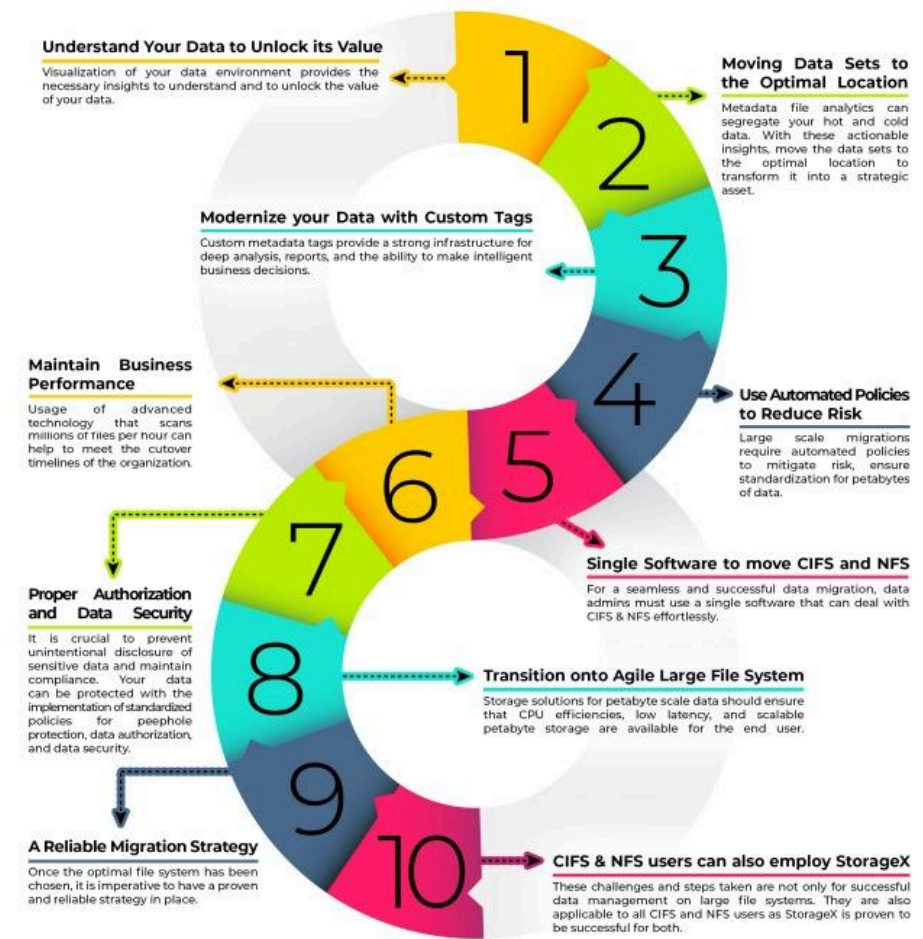 1
Understand Your Data to Unlock its Value
Visualization of your data environment provides the
necessary insights to understand and to unlock the value
of your data.
2
Moving Data Sets to
the Optimal Location
Metadata file analytics can
segregate your hot and cold
data. With these actionable
insights, move the data sets to
the optimal location to
transform it into a strategic
asset.
3
Modernize your Data with Custom Tags
Custom metadata tags provide a strong infrastructure for
deep analysis, reports, and the ability to make intelligent
business decisions.
4
Use Automated Policies
to Reduce Risk
Large scale migrations
require automated policies
to mitigate risk, ensure
standardization for petabytes
of data.
5
Single Software to move CIFS and NFS
For a seamless and successful data migration, data
admins must use a single software that can deal with
CIFS & NFS effortlessly.
6
Maintain Business
Performance
Usage of advanced
technology that scans
millions of files per hour can
help to meet the cutover
timelines of the organization.
7
Proper Authorization
and Data Security
It is crucial to prevent
unintentional disclosure of
sensitive data and maintain
compliance. Your data
can be protected with the
implementation of standardized
policies for peephole
protection, data authorization,
and data security.
8
Transition onto Agile Large File System
Storage solutions for petabyte scale data should ensure
that CPU efficiencies, low latency, and scalable
petabyte storage are available for the end user.
9
A Reliable Migration Strategy
Once the optimal file system has been
chosen, it is imperative to have a proven
and reliable strategy in place.
10
CIFS & NFS users can also employ StorageX
These challenges and steps taken are not only for successful
data management on large file systems. They are also
applicable to all CIFS and NFS users as StorageX is proven to
be successful for both.